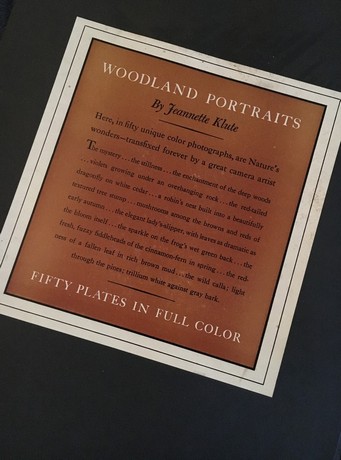 WOODLAND PORTRAITS
By Jeannette Klute
Here, in fifty unique color photographs, are Nature's
wonders—transfixed forever by a great camera artist
The mystery . . . the stillness . . . the enchantment of the deep woods
. . . violets growing under an overhanging rock . . . the red-tailed
dragonfly on white cedar . . . a robin's nest built into a beautifully
textured tree stump . . . mushrooms among the browns and reds of
early autumn . . . the elegant lady's-slipper, with leaves as dramatic as
the bloom itself . . . the sparkle on the frog's wet green back . . . the
fresh, fuzzy fiddleheads of the cinnamon-fern in spring . . . the red-
ness of a fallen leaf in rich brown mud . . . the wild calla; light
through the pines; trillium white against gray bark.
FIFTY PLATES IN FULL COLOR